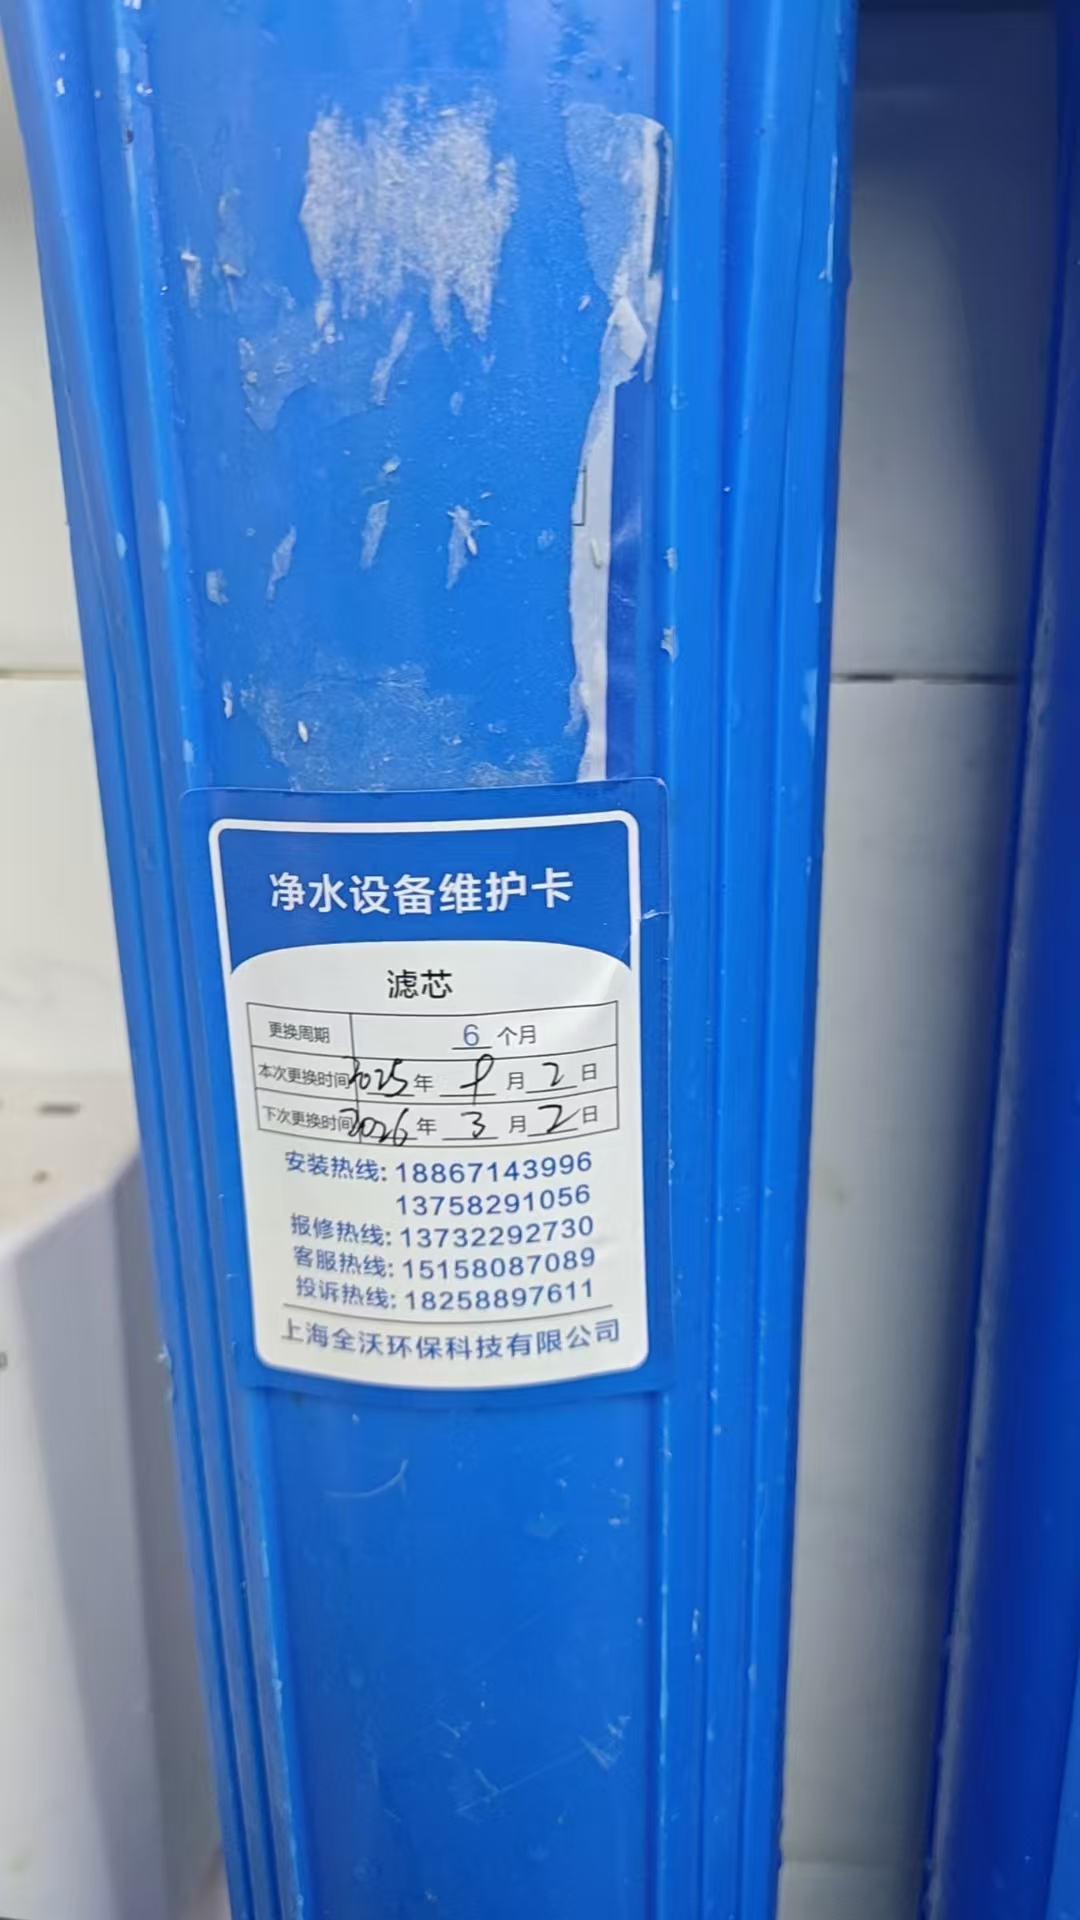 净水设备维护卡
滤芯
更换周期 6 个月
本次更换时间 2025 年 9 月 2 日
下次更换时间 2026 年 3 月 2 日
安装热线: 18867143996
13758291056
报修热线: 13732292730
客服热线: 15158087089
投诉热线: 18258897611
上海全沃环保科技有限公司